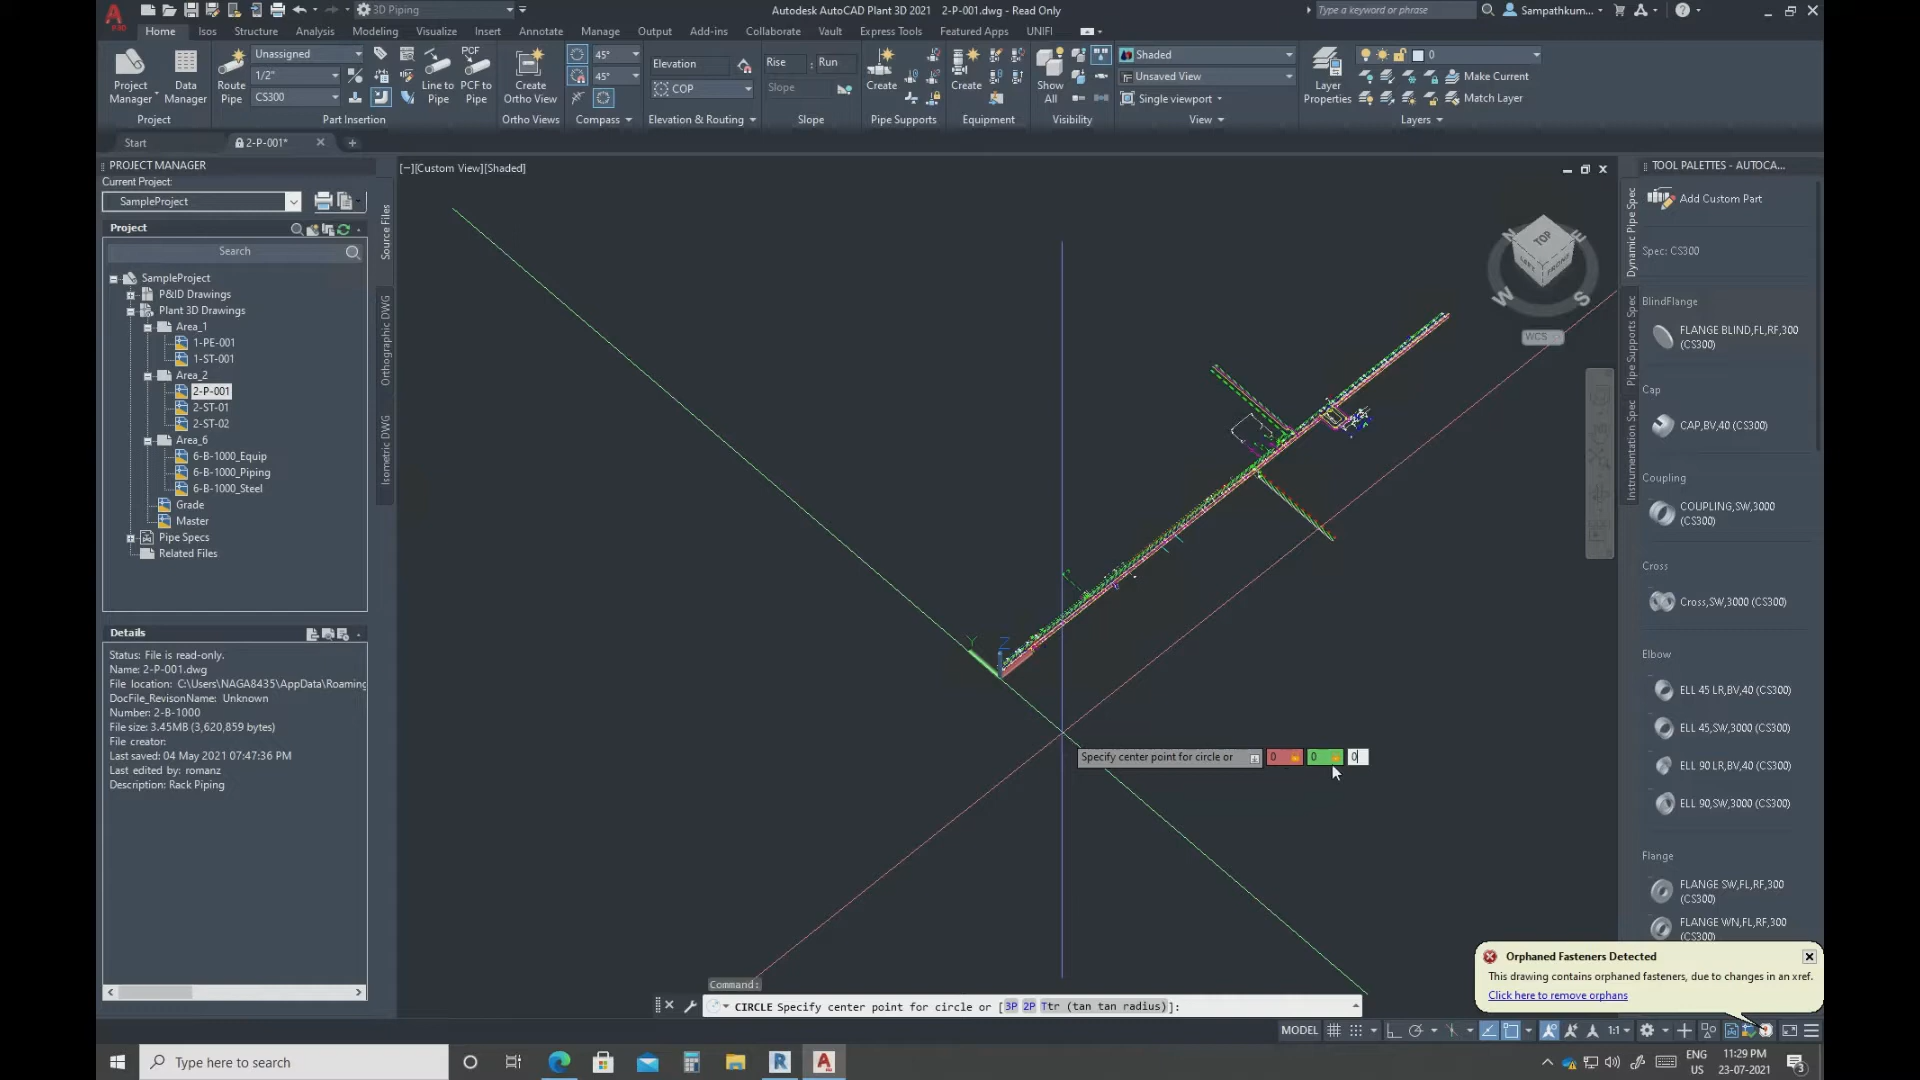 3D Piping
Autodesk AutoCAD Plant 3D 2021 2-P-001.dwg - Read Only
Type a keyword or phrase
Sampathkum...
Home Isos Structure Analysis Modeling Visualize Insert Annotate Output Add-ins Collaborate Vault Express Tools Featured Apps UNIFI
Project Manager
Data Manager
Project
Route Pipe
Unassigned
1/2"
CS300
Line to Pipe
PCF to Pipe
Part Insertion
Create Ortho View
Ortho Views
45°
45°
Compass
Elevation
COP
Elevation & Routing
Rise : Run
Slope
Slope
Create
Pipe Supports
Create
Equipment
Show All
Visibility
Shaded
Unsaved View
Single viewport
View
Layer Properties
0
Make Current
Match Layer
Layers
Start
2-P-001*
PROJECT MANAGER
Current Project:
SampleProject
Project
Search
SampleProject
P&ID Drawings
Plant 3D Drawings
Area_1
1-PE-001
1-ST-001
Area_2
2-P-001
2-ST-01
2-ST-02
Area_6
6-B-1000_Equip
6-B-1000_Piping
6-B-1000_Steel
Grade
Master
Pipe Specs
Related Files
Source Files
Orthographic DWG
Isometric DWG
Details
Status: File is read-only.
Name: 2-P-001.dwg
File location: C:\Users\NAGA8435\AppData\Roaming
DocFile_RevisonName: Unknown
Number: 2-B-1000
File size: 3.45MB (3,620,859 bytes)
File creator:
Last saved: 04 May 2021 07:47:36 PM
Last edited by: romanz
Description: Rack Piping
[−][Custom View][Shaded]
N
E
W
S
TOP
LEFT
FRONT
WCS
Y
Z
Specify center point for circle or 0 0 0
Command:
CIRCLE Specify center point for circle or [3P 2P Ttr (tan tan radius)]:
TOOL PALETTES - AUTOCA...
Dynamic Pipe Spec
Pipe Supports Spec
Instrumentation Spec
Add Custom Part
Spec: CS300
BlindFlange
FLANGE BLIND,FL,RF,300
(CS300)
Cap
CAP,BV,40 (CS300)
Coupling
COUPLING,SW,3000
(CS300)
Cross
Cross,SW,3000 (CS300)
Elbow
ELL 45 LR,BV,40 (CS300)
ELL 45,SW,3000 (CS300)
ELL 90 LR,BV,40 (CS300)
ELL 90,SW,3000 (CS300)
Flange
FLANGE SW,FL,RF,300
(CS300)
FLANGE WN,FL,RF,300
(CS300)
Orphaned Fasteners Detected
This drawing contains orphaned fasteners, due to changes in an xref.
Click here to remove orphans
MODEL
1:1
Type here to search
R
A
ENG
US
11:29 PM
23-07-2021
3